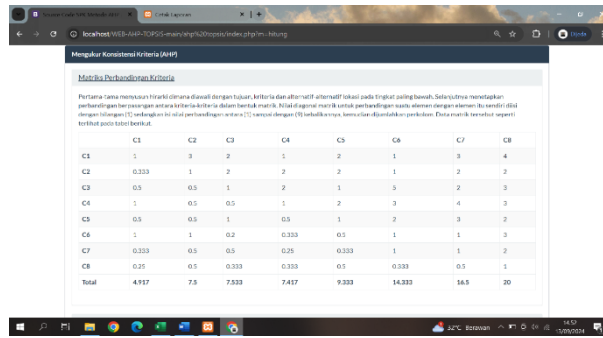 Cetak Laporan
localhost/WEB-AHP-TOPSIS-main/ahp%20topsis/index.php?m=hitung
Mengukur Konsistensi Kriteria (AHP)
Matriks Perbandingan Kriteria
Pertama-tama menyusun hirarki dimana diawali dengan tujuan, kriteria dan alternatif-alternatif lokasi pada tingkat paling bawah. Selanjutnya menetapkan
perbandingan berpasangan antara kriteria-kriteria dalam bentuk matrik. Nilai diagonal matrik untuk perbandingan suatu elemen dengan elemen itu sendiri diisi
dengan bilangan (1) sedangkan isi nilai perbandingan antara (1) sampai dengan (9) kebalikannya, kemudian dijumlahkan perkolom. Data matrik tersebut seperti
terlihat pada tabel berikut.
C1 C2 C3 C4 C5 C6 C7 C8
C1 1 3 2 1 2 1 3 4
C2 0.333 1 2 2 2 1 2 2
C3 0.5 0.5 1 2 1 5 2 3
C4 1 0.5 0.5 1 2 3 4 3
C5 0.5 0.5 1 0.5 1 2 3 2
C6 1 1 0.2 0.333 0.5 1 1 3
C7 0.333 0.5 0.5 0.25 0.333 1 1 2
C8 0.25 0.5 0.333 0.333 0.5 0.333 0.5 1
Total 4.917 7.5 7.533 7.417 9.333 14.333 16.5 20
32°C Berawan
14.57
13/09/2024